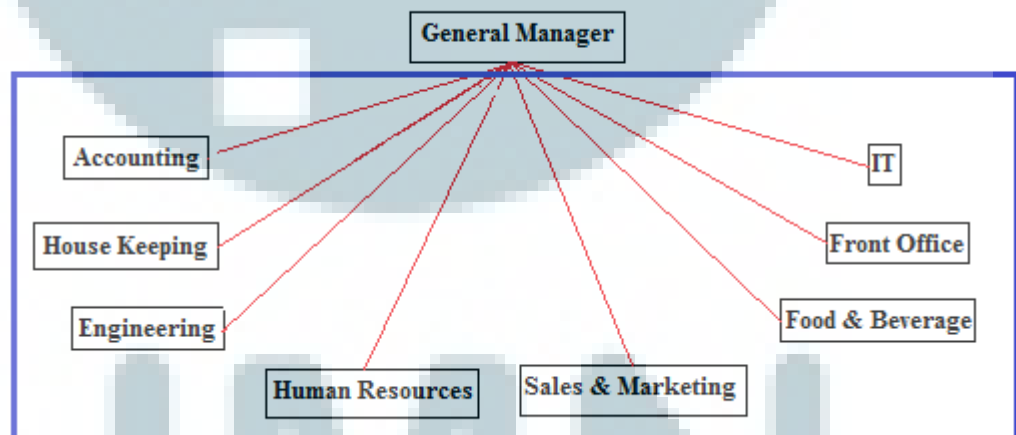 General Manager
Accounting
IT
House Keeping
Front Office
Engineering
Food & Beverage
Human Resources
Sales & Marketing